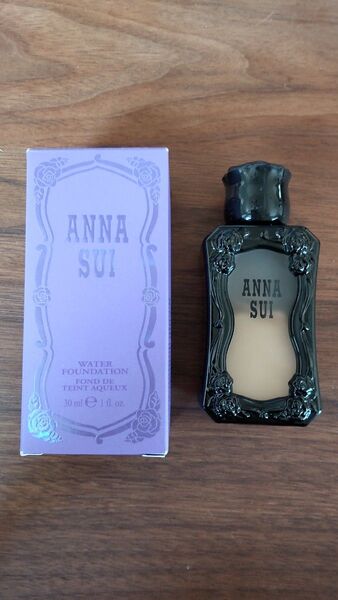 ANNA
SUI
WATER
FOUNDATION
FOND DE
TEINT AQUEUX
30 ml ℮ 1 fl. oz.
ANNA
SUI